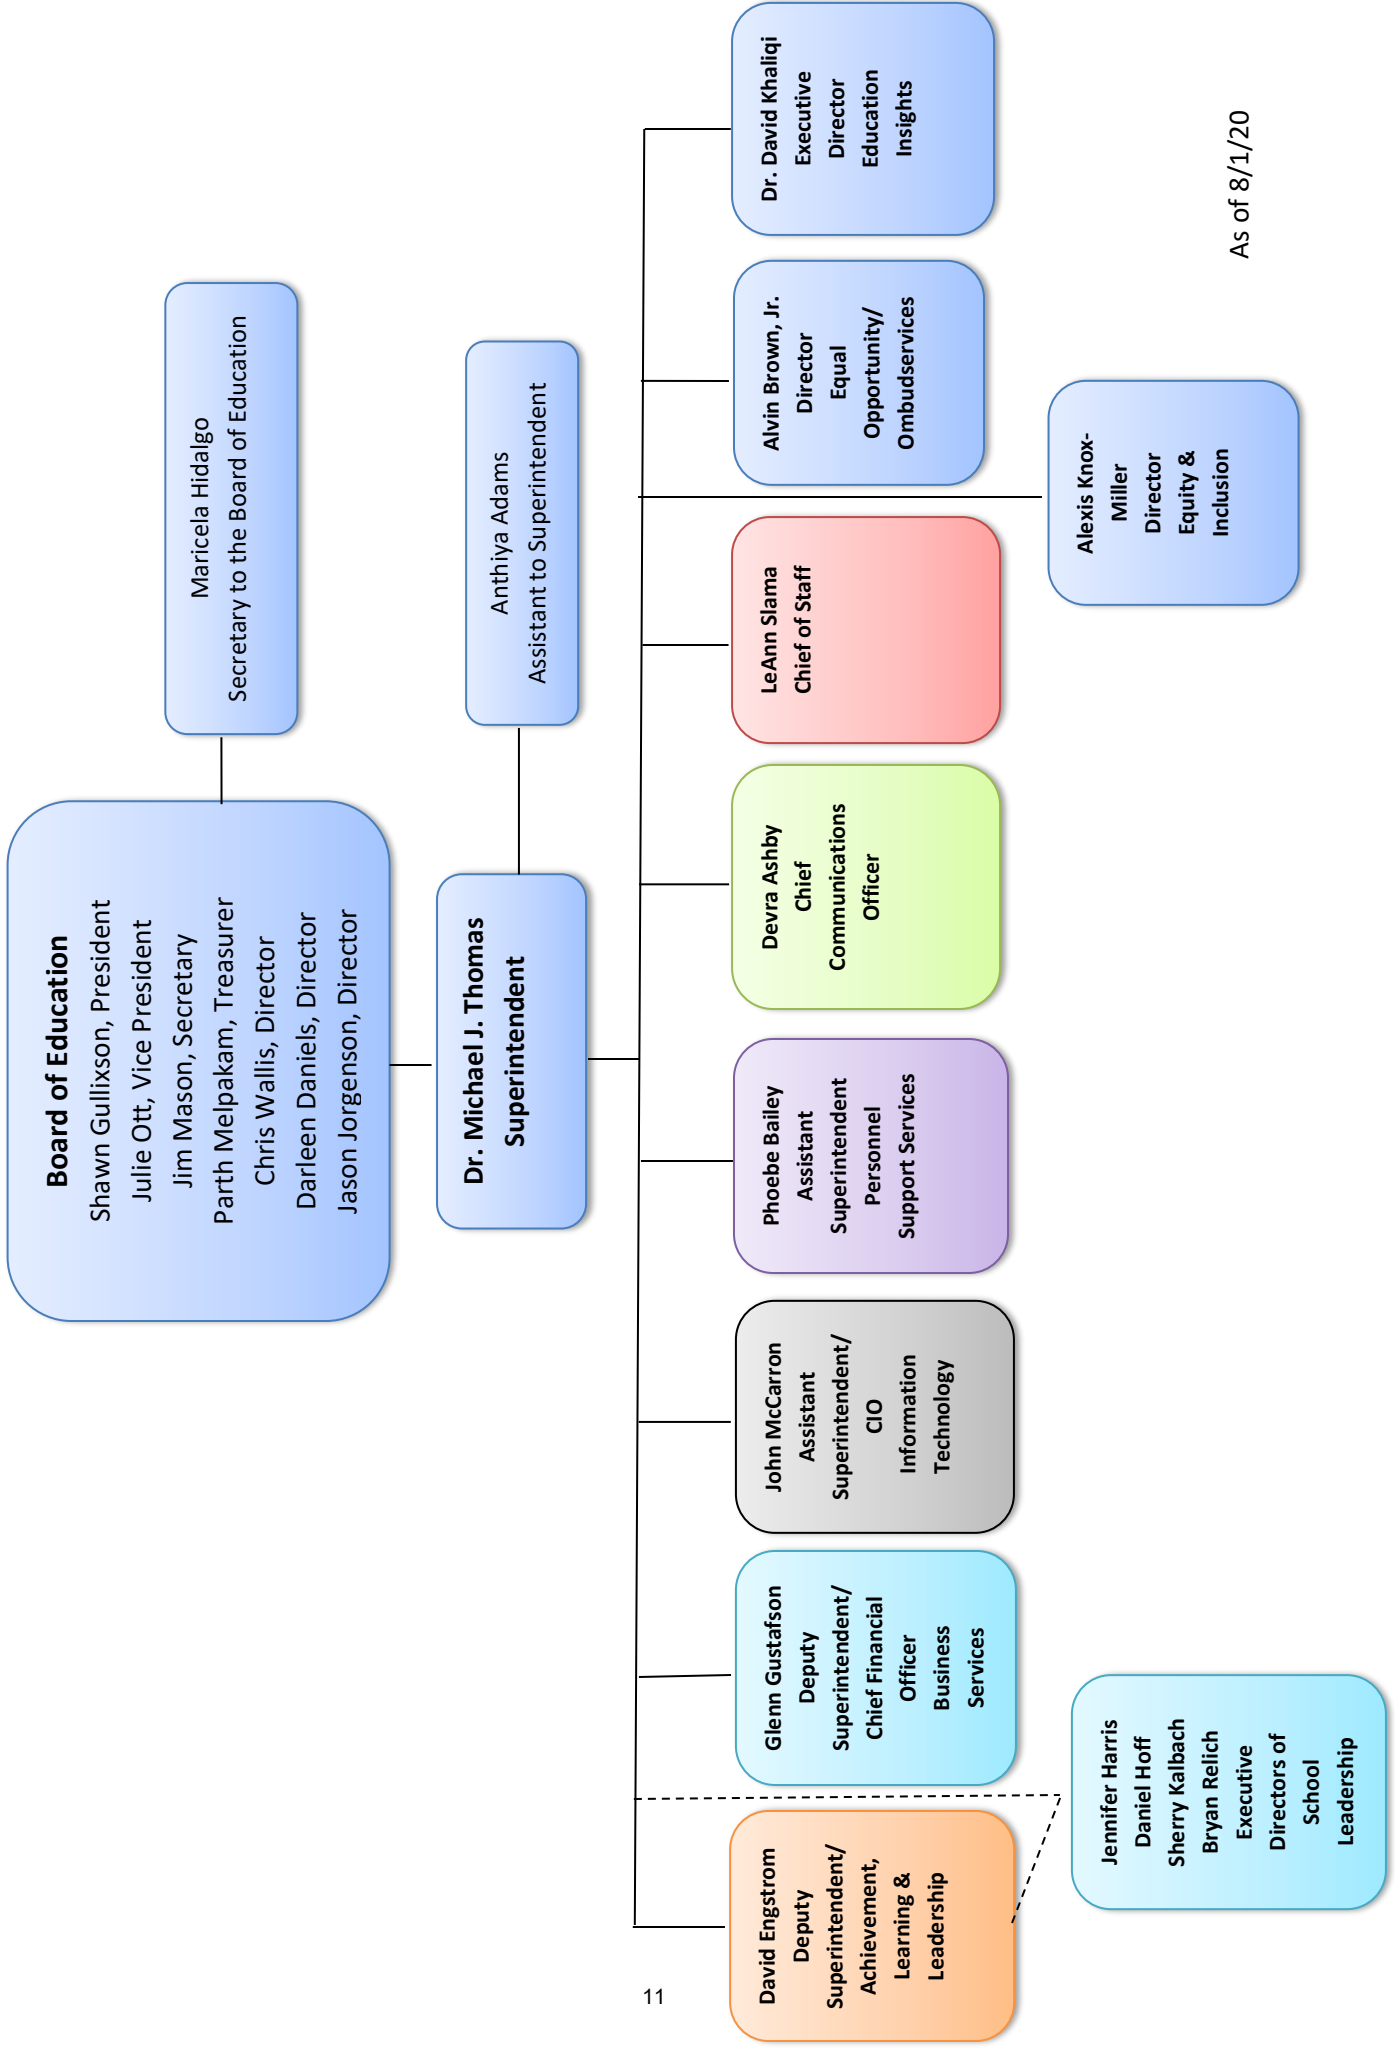 Board of Education
Shawn Gullixson, President
Julie Ott, Vice President
Jim Mason, Secretary
Parth Melpakam, Treasurer
Chris Wallis, Director
Darleen Daniels, Director
Jason Jorgenson, Director
Maricela Hidalgo
Secretary to the Board of Education
Dr. Michael J. Thomas
Superintendent
Anthiya Adams
Assistant to Superintendent
David Engstrom
Deputy
Superintendent/
Achievement,
Learning &
Leadership
Glenn Gustafson
Deputy
Superintendent/
Chief Financial
Officer
Business
Services
John McCarron
Assistant
Superintendent/
CIO
Information
Technology
Phoebe Bailey
Assistant
Superintendent
Personnel
Support Services
Devra Ashby
Chief
Communications
Officer
LeAnn Slama
Chief of Staff
Alvin Brown, Jr.
Director
Equal
Opportunity/
Ombudservices
Dr. David Khaliqi
Executive
Director
Education
Insights
Jennifer Harris
Daniel Hoff
Sherry Kalbach
Bryan Relich
Executive
Directors of
School
Leadership
Alexis Knox-
Miller
Director
Equity &
Inclusion
As of 8/1/20
11